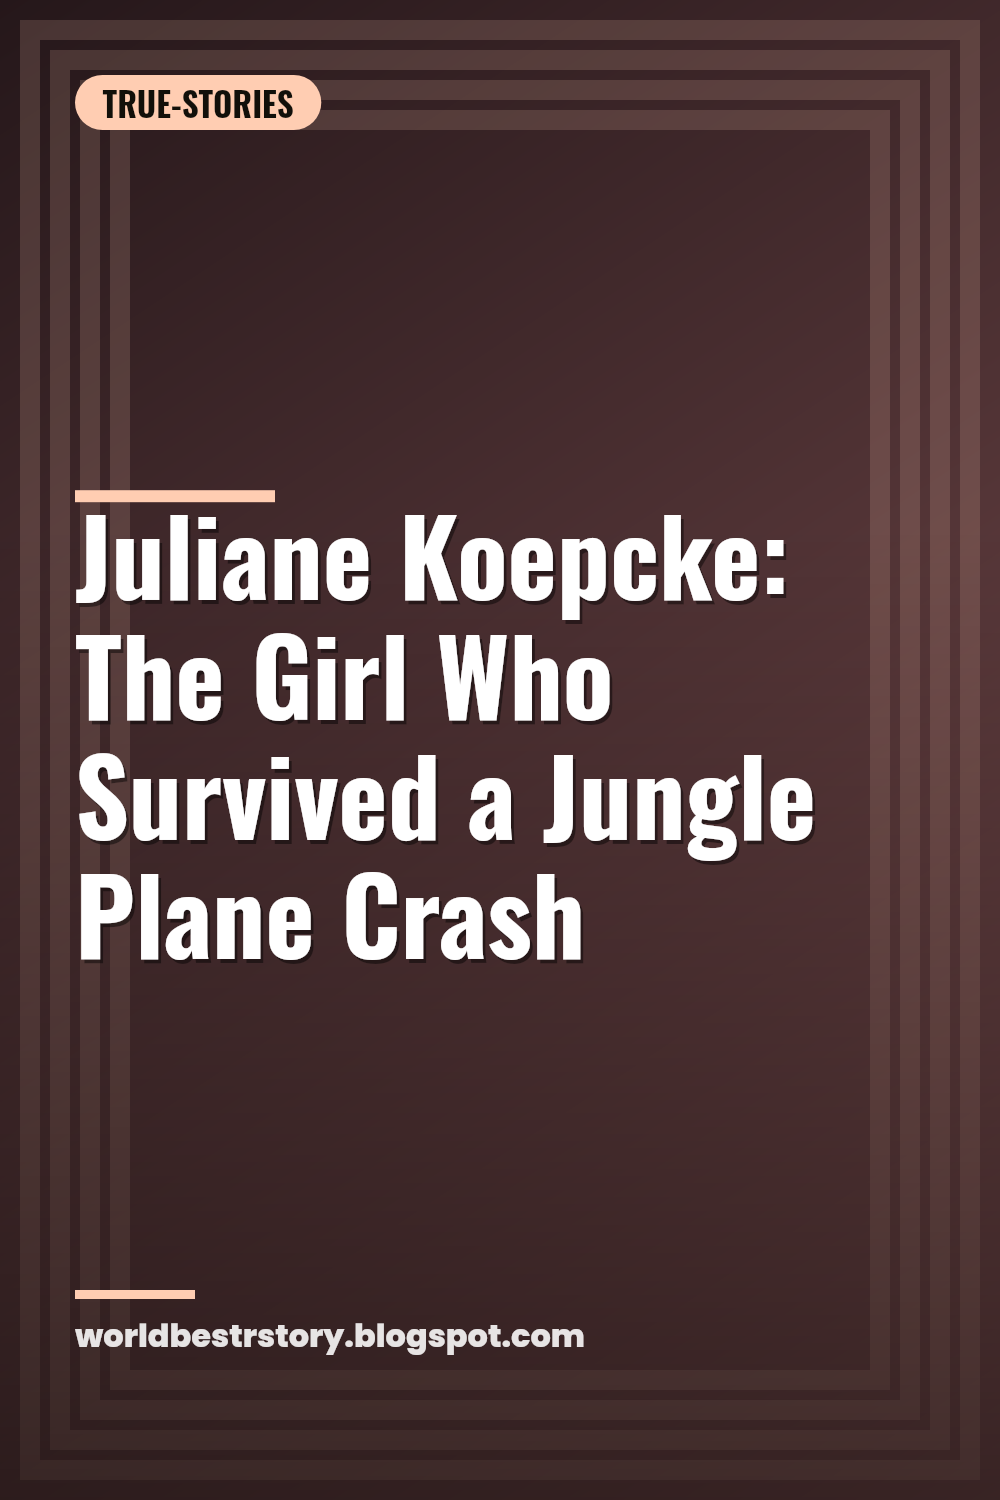 TRUE-STORIES
Juliane Koepcke:
The Girl Who
Survived a Jungle
Plane Crash
worldbestrstory.blogspot.com